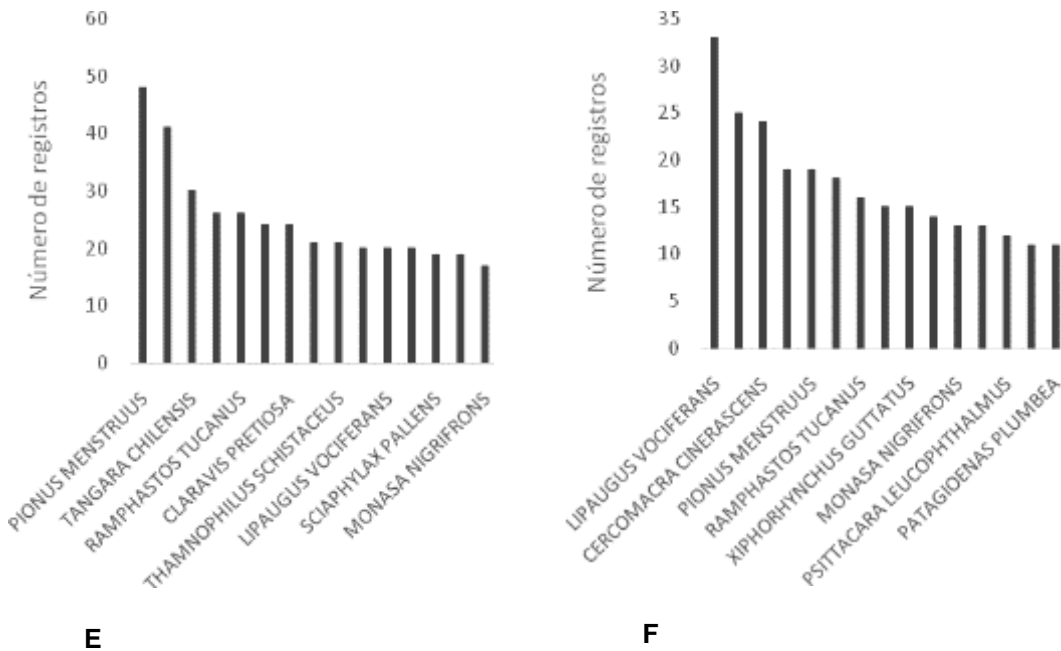 Número de registros
60
50
40
30
20
10
0
PIONUS MENSTRUUS
TANGARA CHILENSIS
RAMPHASTOS TUCANUS
CLARAVIS PRETIOSA
THAMNOPHILUS SCHISTACEUS
LIPAUGUS VOCIFERANS
SCIAPHYLAX PALLENS
MONASA NIGRIFRONS
E
Número de registros
35
30
25
20
15
10
5
0
LIPAUGUS VOCIFERANS
CERCOMACRA CINERASCENS
PIONUS MENSTRUUS
RAMPHASTOS TUCANUS
XIPHORHYNCHUS GUTTATUS
MONASA NIGRIFRONS
PSITTACARA LEUCOPHTHALMUS
PATAGIOENAS PLUMBEA
F